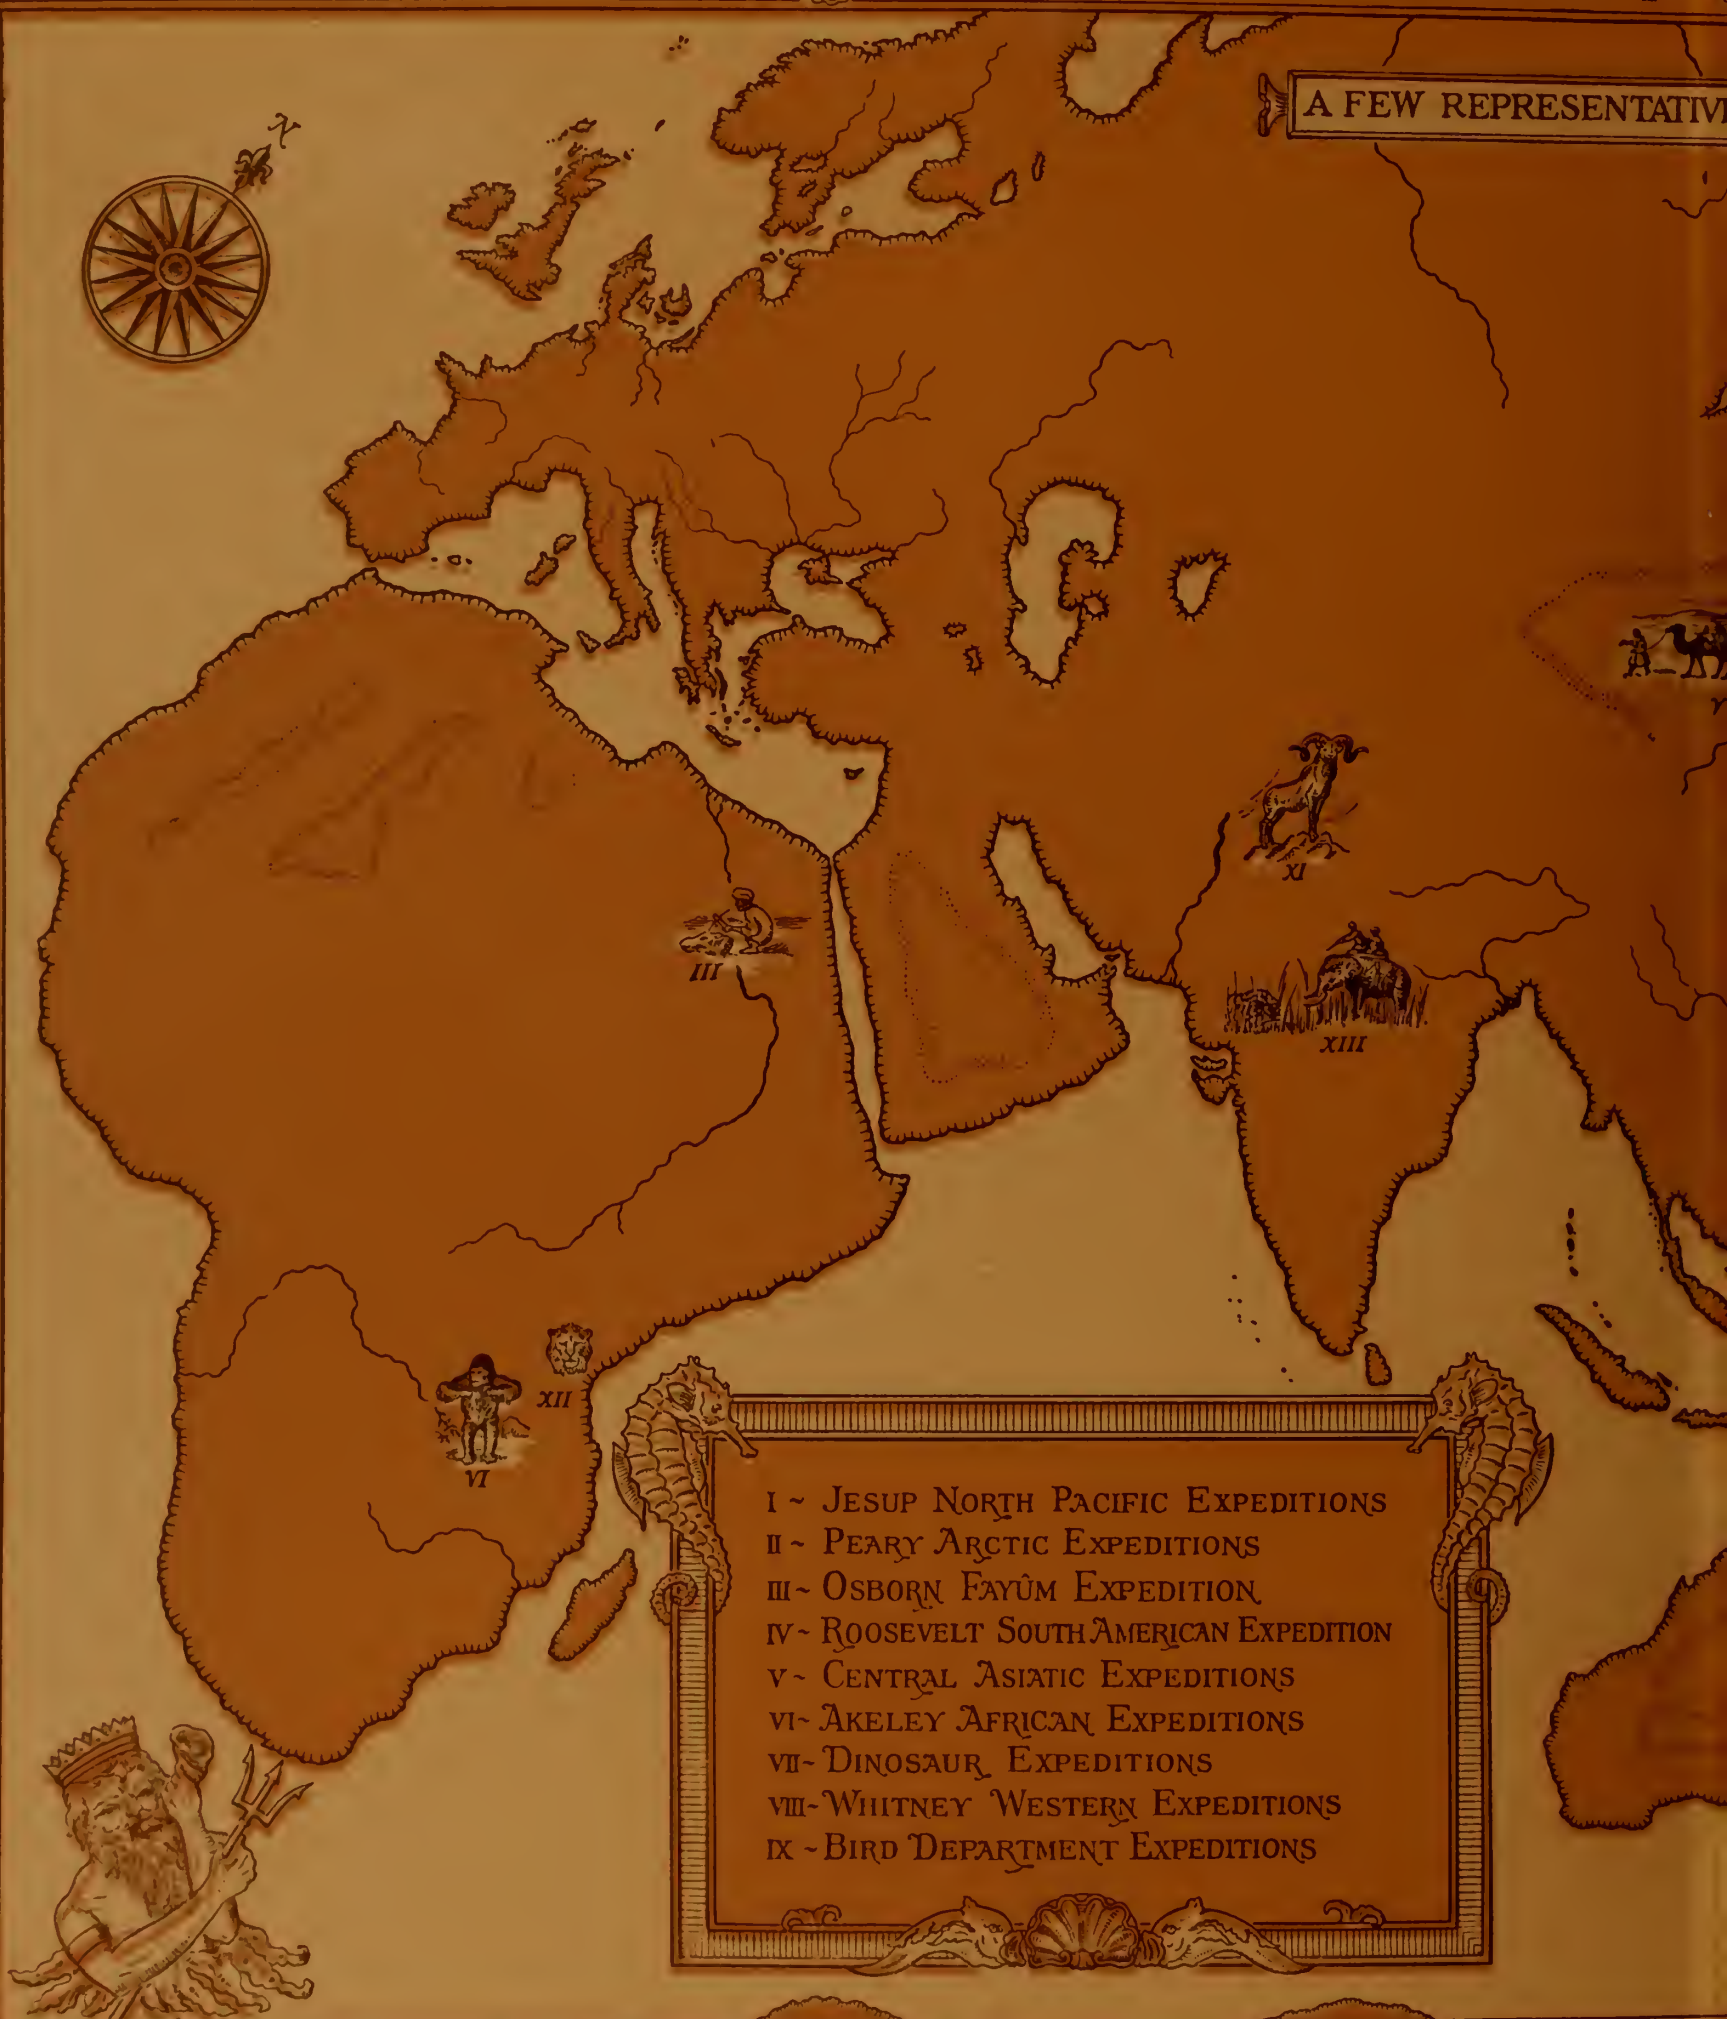 N
A FEW REPRESENTATIV
V
XI
III
XIII
XII
VI
I ~ JESUP NORTH PACIFIC EXPEDITIONS
II ~ PEARY ARCTIC EXPEDITIONS
III ~ OSBORN FAYÛM EXPEDITION
IV ~ ROOSEVELT SOUTH AMERICAN EXPEDITION
V ~ CENTRAL ASIATIC EXPEDITIONS
VI ~ AKELEY AFRICAN EXPEDITIONS
VII ~ DINOSAUR EXPEDITIONS
VIII ~ WHITNEY WESTERN EXPEDITIONS
IX ~ BIRD DEPARTMENT EXPEDITIONS